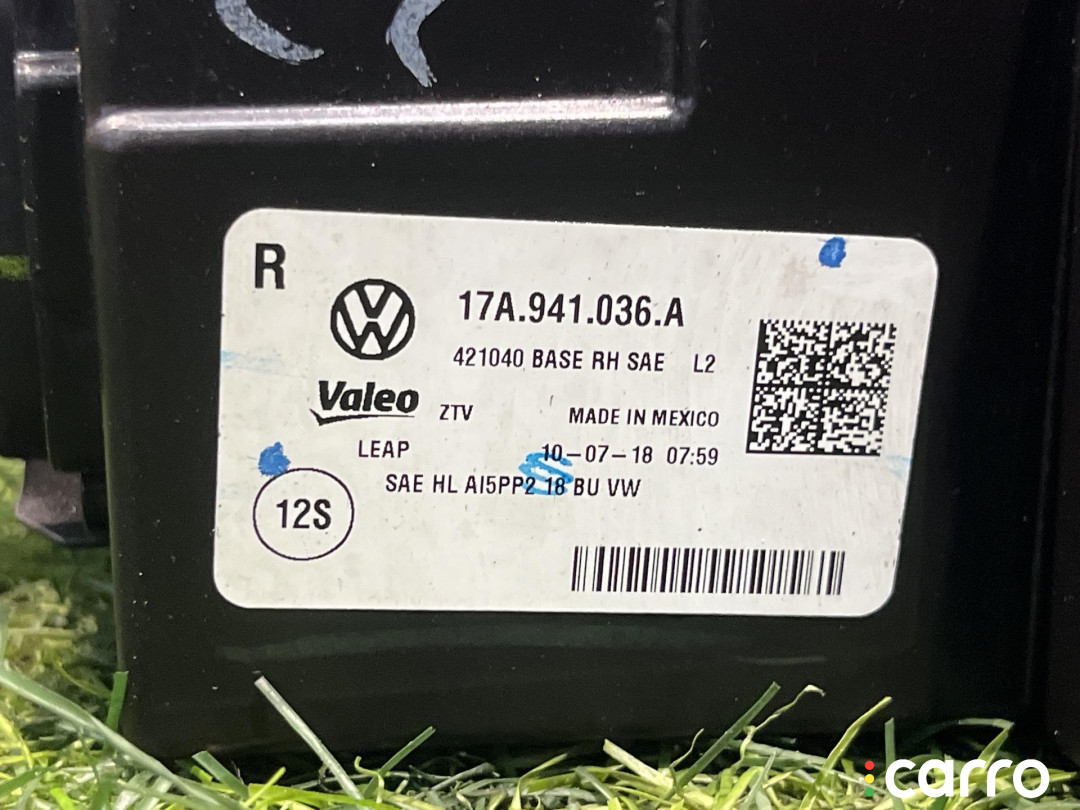 R
17A.941.036.A
421040 BASE RH SAE L2
Valeo ZTV MADE IN MEXICO
LEAP 10-07-18 07:59
SAE HL AI5PP2 18 BU VW
12S
carro